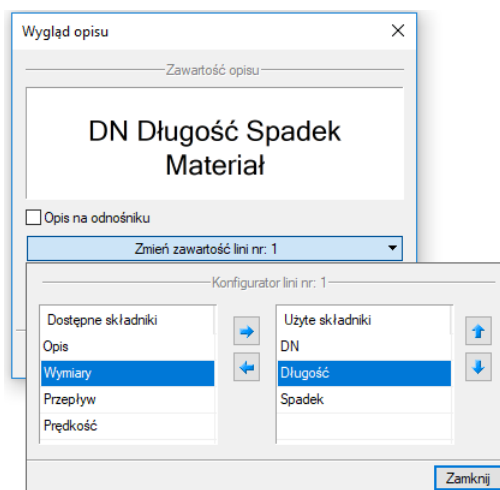 Wygląd opisu
Zawartość opisu
DN Długość Spadek
Materiał
Opis na odnośniku
Zmień zawartość lini nr: 1
Konfigurator lini nr: 1
Dostępne składniki
Opis
Wymiary
Przepływ
Prędkość
Użyte składniki
DN
Długość
Spadek
Zamknij